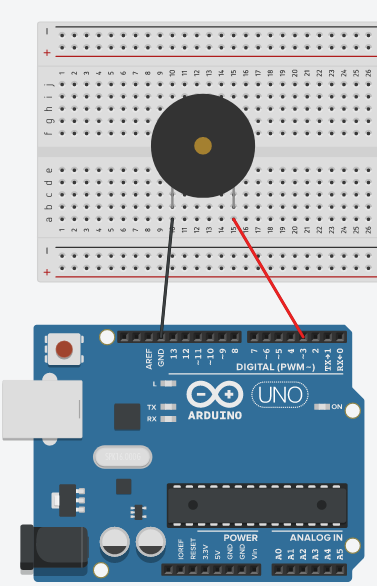 − −
+ +
1 2 3 4 5 6 7 8 9 10 11 12 13 14 15 16 17 18 19 20 21 22 23 24 25 26
j
i
h
g
f
e
d
c
b
a
1 2 3 4 5 6 7 8 9 10 11 12 13 14 15 16 17 18 19 20 21 22 23 24 25 26
−
+
AREF GND 13 12 ~11 ~10 ~9 8 7 ~6 ~5 4 ~3 2 TX→1 RX←0
DIGITAL (PWM~)
L
TX
RX
ARDUINO
UNO
ON
POWER ANALOG IN
IOREF RESET 3.3V 5V GND GND Vin A0 A1 A2 A3 A4 A5